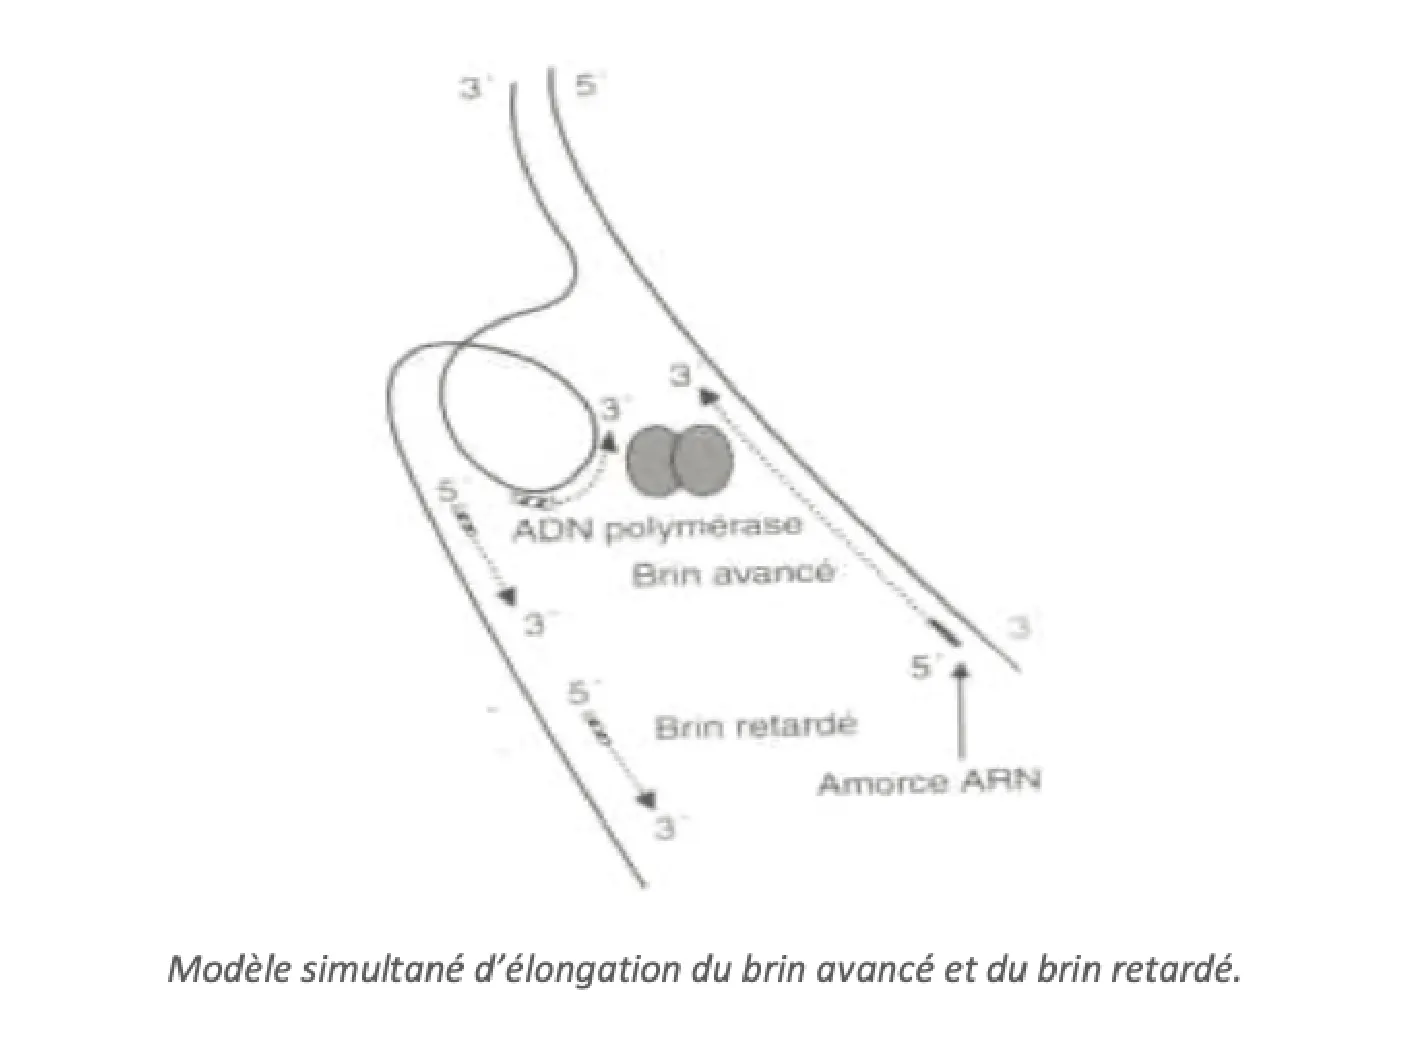 3' 5'
3'
3'
5'
ADN polymérase
Brin avancé
3'
3
5'
5'
Brin retardé
Amorce ARN
3'
Modèle simultané d'élongation du brin avancé et du brin retardé.